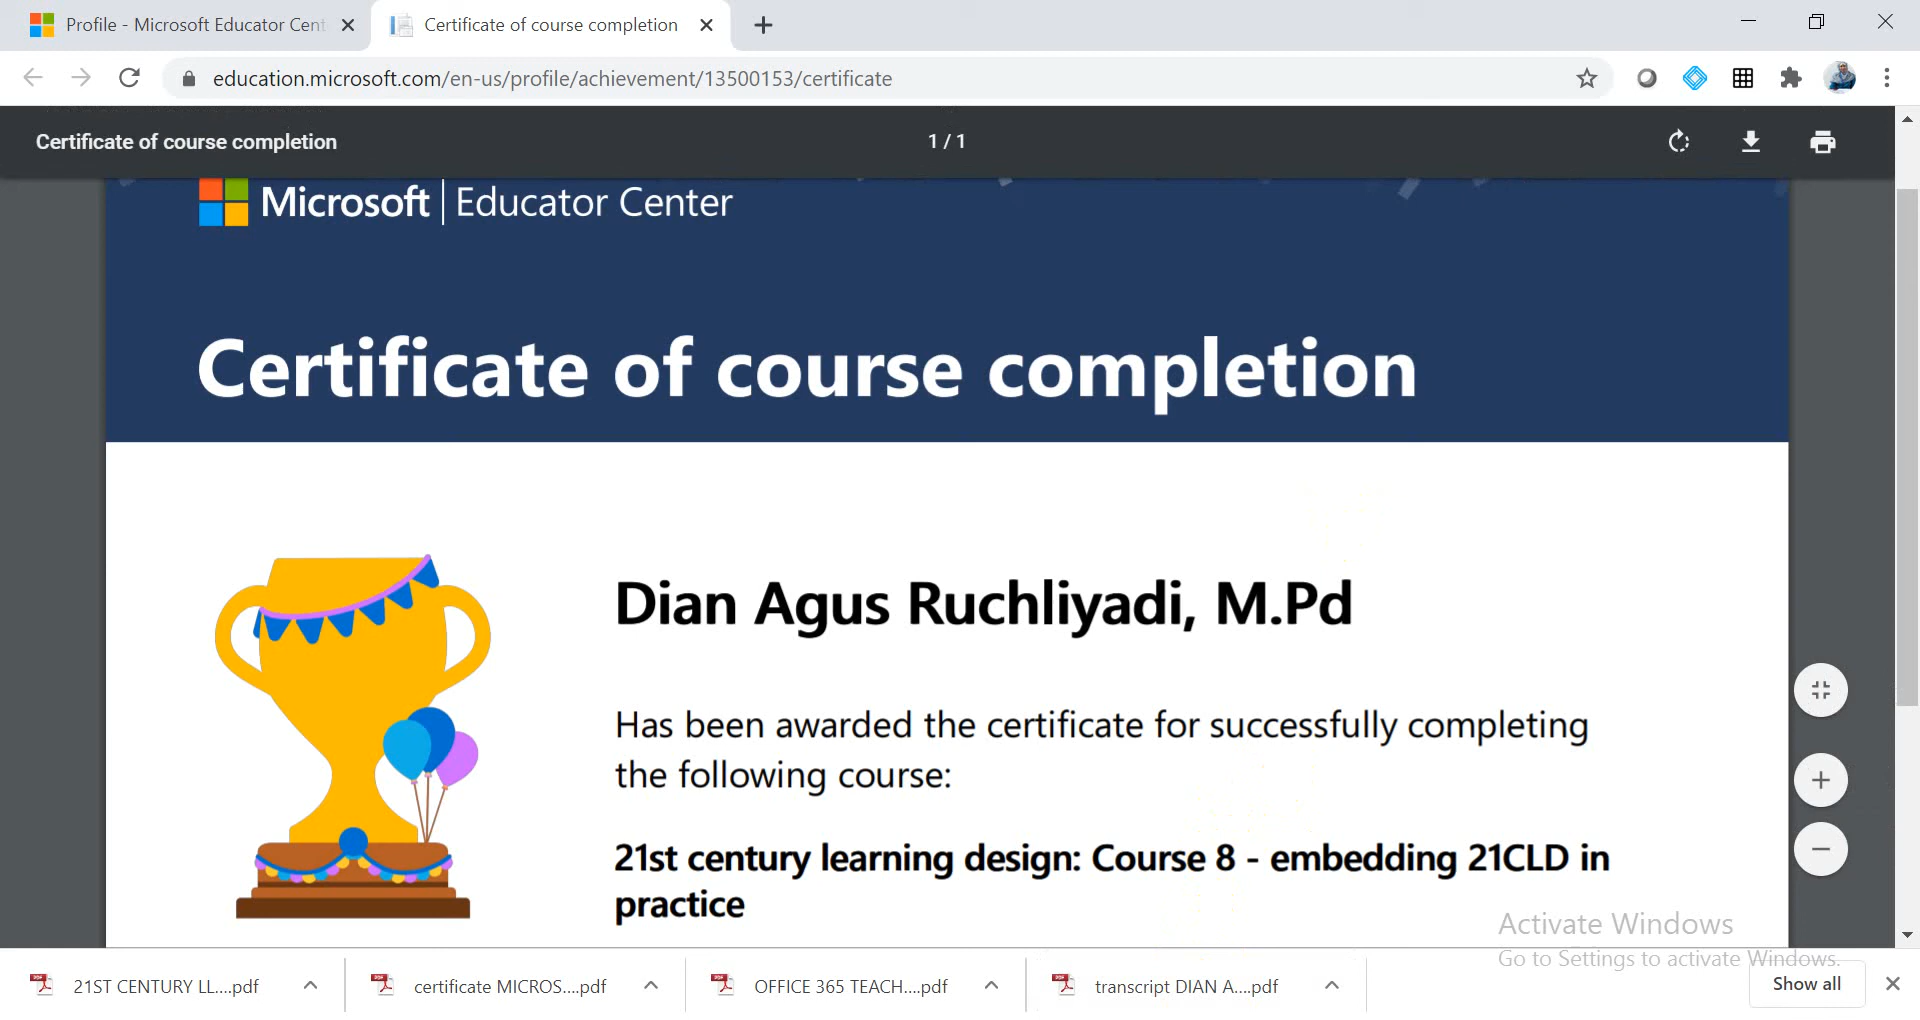 Profile - Microsoft Educator Cent
Certificate of course completion
education.microsoft.com/en-us/profile/achievement/13500153/certificate
Certificate of course completion
1 / 1
Microsoft | Educator Center
Certificate of course completion
Dian Agus Ruchliyadi, M.Pd
Has been awarded the certificate for successfully completing
the following course:
21st century learning design: Course 8 - embedding 21CLD in
practice
Activate Windows
Go to Settings to activate Windows.
21ST CENTURY LL....pdf
certificate MICROS....pdf
OFFICE 365 TEACH....pdf
transcript DIAN A....pdf
Show all